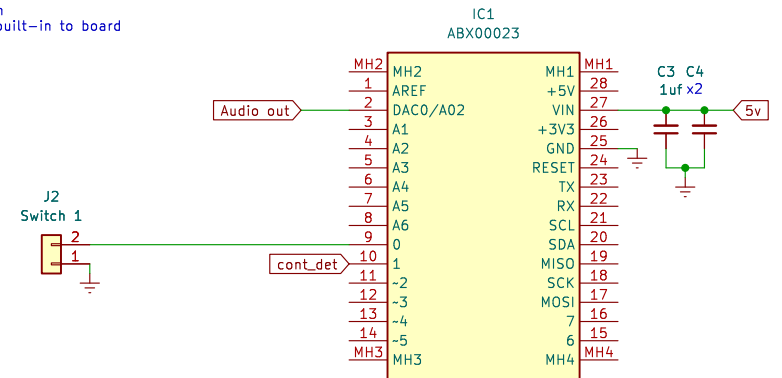 built-in to board
IC1
ABX00023
MH2 MH2 MH1 MH1
1 AREF +5V 28
Audio out 2 DAC0/A02 VIN 27 5v
C3 C4
1uf x2
3 A1 +3V3 26
4 A2 GND 25
5 A3 RESET 24
6 A4 TX 23
7 A5 RX 22
8 A6 SCL 21
J2
Switch 1
2 9 0 SDA 20
1 cont_det 10 1 MISO 19
11 ~2 SCK 18
12 ~3 MOSI 17
13 ~4 7 16
14 ~5 6 15
MH3 MH3 MH4 MH4